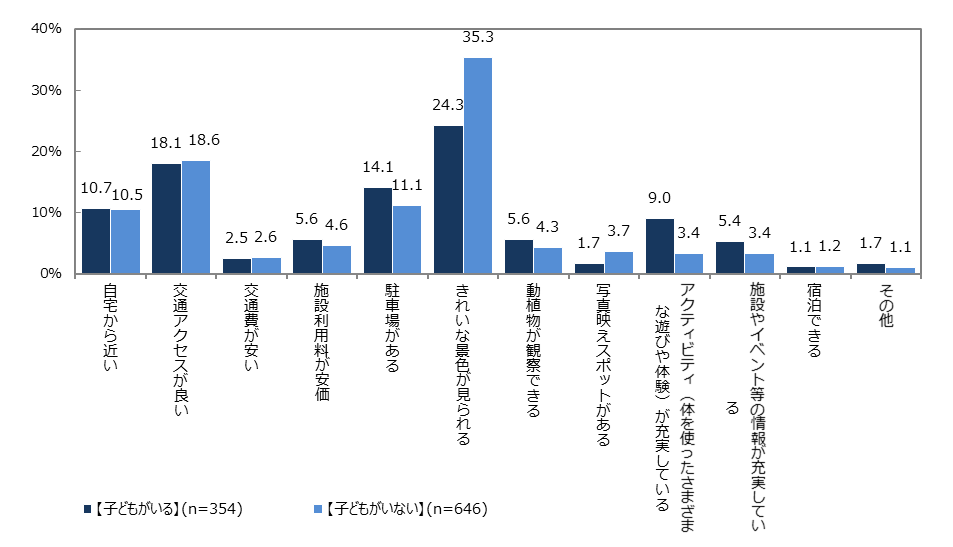 40%
30%
20%
10%
0%
10.7
10.5
18.1
18.6
2.5
2.6
5.6
4.6
14.1
11.1
24.3
35.3
5.6
4.3
1.7
3.7
9.0
3.4
5.4
3.4
1.1
1.2
1.7
1.1
自宅から近い
交通アクセスが良い
交通費が安い
施設利用料が安価
駐車場がある
きれいな景色が見られる
動植物が観察できる
写真映えスポットがある
アクティビティ（体を使ったさまざま
な遊びや体験）が充実している
施設やイベント等の情報が充実してい
る
宿泊できる
その他
【子どもがいる】(n=354)
【子どもがいない】(n=646)